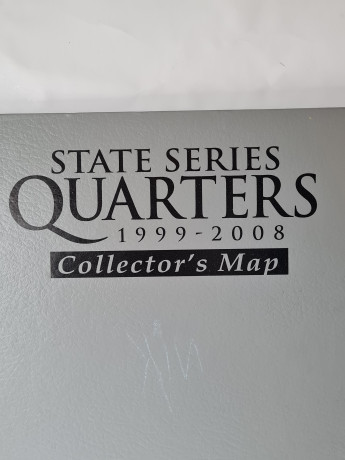 STATE SERIES
QUARTERS
1999-2008
Collector's Map